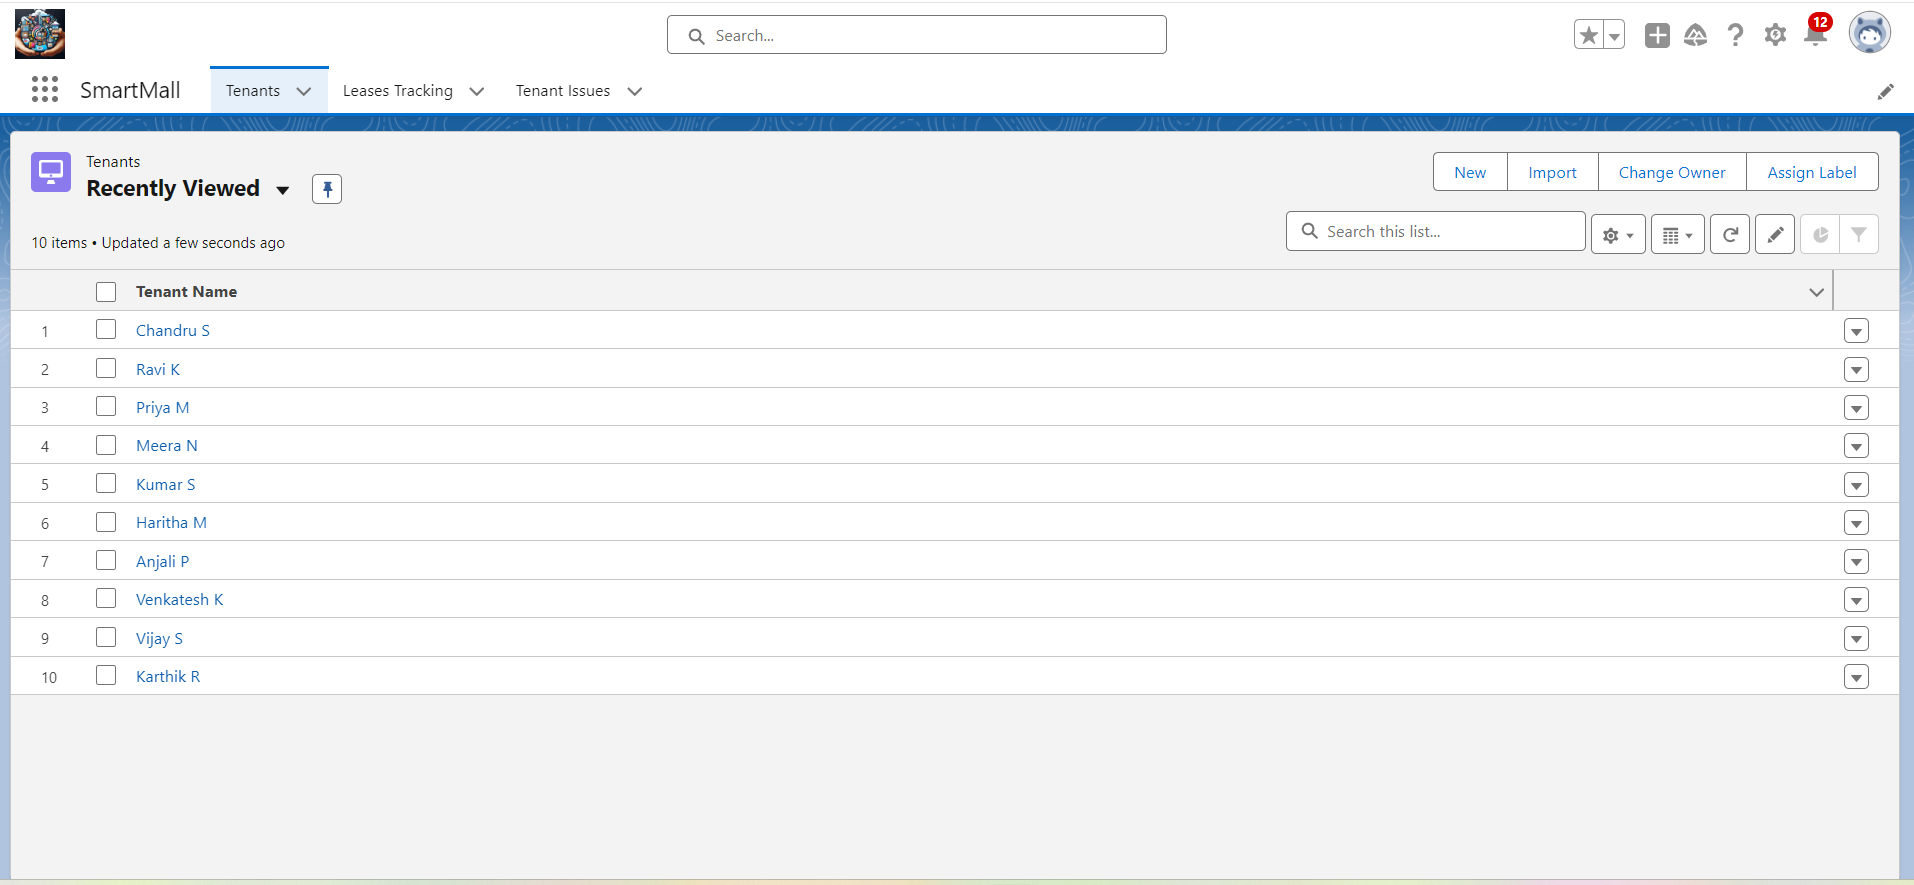 Search...
12
SmartMall
Tenants
Leases Tracking
Tenant Issues
Tenants
Recently Viewed
New
Import
Change Owner
Assign Label
10 items • Updated a few seconds ago
Search this list...
Tenant Name
1 Chandru S
2 Ravi K
3 Priya M
4 Meera N
5 Kumar S
6 Haritha M
7 Anjali P
8 Venkatesh K
9 Vijay S
10 Karthik R